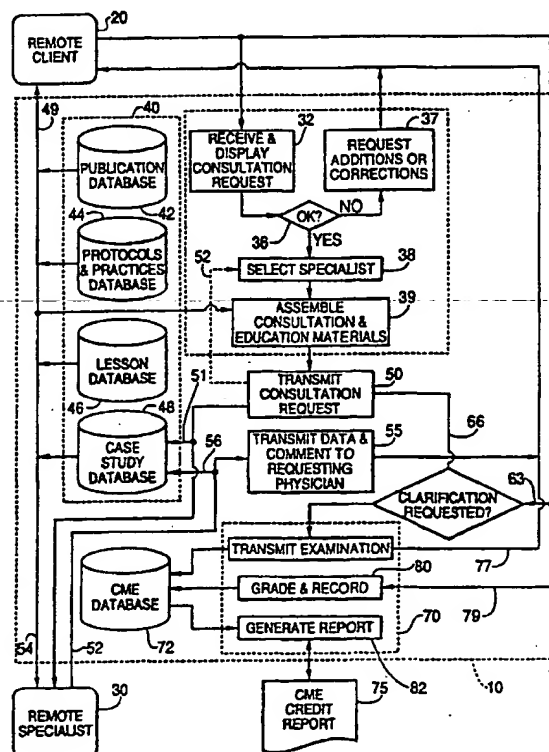 20
REMOTE
CLIENT
49
40
32
37
RECEIVE &
DISPLAY
CONSULTATION
REQUEST
REQUEST
ADDITIONS OR
CORRECTIONS
PUBLICATION
DATABASE
44
42
OK?
NO
36
YES
PROTOCOLS
& PRACTICES
DATABASE
52
SELECT SPECIALIST
38
39
ASSEMBLE
CONSULTATION &
EDUCATION MATERIALS
LESSON
DATABASE
46
48
51
TRANSMIT
CONSULTATION
REQUEST
50
66
CASE
STUDY
DATABASE
56
TRANSMIT DATA &
COMMENT TO
REQUESTING
PHYSICIAN
55
63
CLARIFICATION
REQUESTED?
TRANSMIT EXAMINATION
77
80
CME
DATABASE
GRADE & RECORD
79
GENERATE REPORT
70
54
52
72
82
10
REMOTE
SPECIALIST
30
75
CME
CREDIT
REPORT